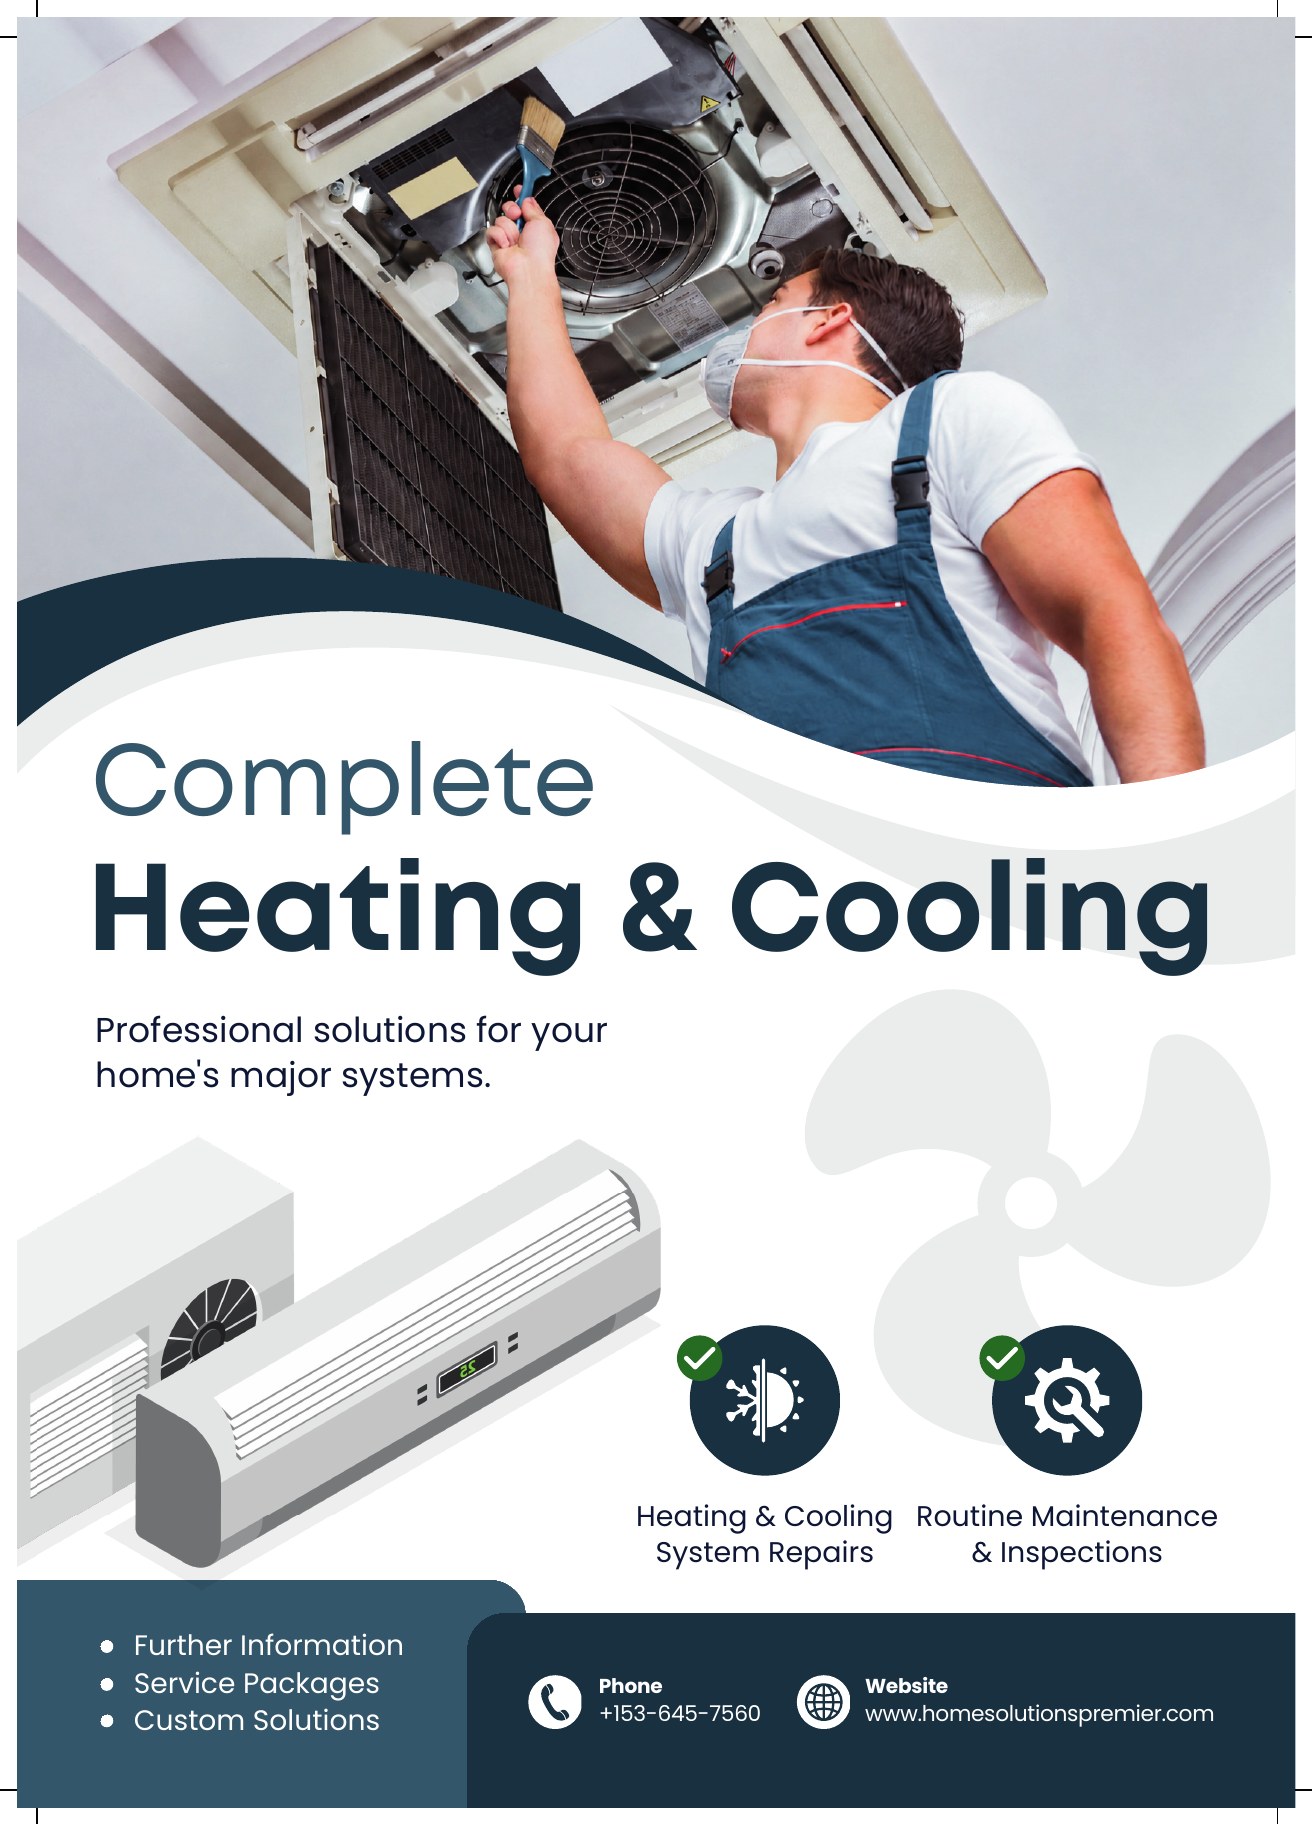 Complete
Heating & Cooling
Professional solutions for your
home's major systems.
25
Heating & Cooling
System Repairs
Routine Maintenance
& Inspections
• Further Information
• Service Packages
• Custom Solutions
Phone
+153-645-7560
Website
www.homesolutionspremier.com